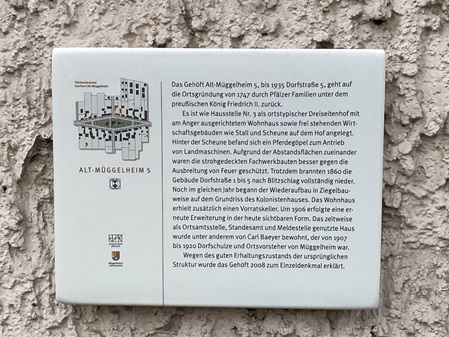 ALT-MÜGGELHEIM 5
Das Gehöft Alt-Müggelheim 5, bis 1935 Dorfstraße 5, geht auf
die Ortsgründung von 1747 durch Pfälzer Familien unter dem
preußischen König Friedrich II. zurück.
Es ist wie Hausstelle Nr. 3 als ortstypischer Dreiseitenhof mit
am Anger ausgerichtetem Wohnhaus sowie frei stehenden Wirt-
schaftsgebäuden wie Stall und Scheune auf dem Hof angelegt.
Hinter der Scheune befand sich ein Pferdegöpel zum Antrieb
von Landmaschinen. Aufgrund der Abstandsflächen zueinander
waren die strohgedeckten Fachwerkbauten besser gegen die
Ausbreitung von Feuer geschützt. Trotzdem brannten 1860 die
Gebäude Dorfstraße 1 bis 5 nach Blitzschlag vollständig nieder.
Noch im gleichen Jahr begann der Wiederaufbau in Ziegelbau-
weise auf dem Grundriss des Kolonistenhauses. Das Wohnhaus
erhielt zusätzlich einen Vorratskeller. Um 1906 erfolgte eine er-
neute Erweiterung in der heute sichtbaren Form. Das zeitweise
als Ortsamtsstelle, Standesamt und Meldestelle genutzte Haus
wurde unter anderem von Carl Baeyer bewohnt, der von 1907
bis 1920 Dorfschulze und Ortsvorsteher von Müggelheim war.
Wegen des guten Erhaltungszustands der ursprünglichen
Struktur wurde das Gehöft 2008 zum Einzeldenkmal erklärt.